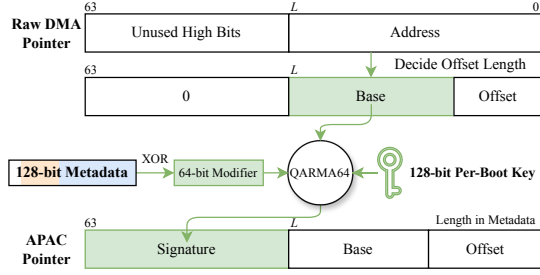 63 L 0
Raw DMA Pointer
Unused High Bits Address
Decide Offset Length
63 L
0 Base Offset
128-bit Metadata XOR 64-bit Modifier QARMA64 128-bit Per-Boot Key
63 L Length in Metadata
APAC Pointer
Signature Base Offset